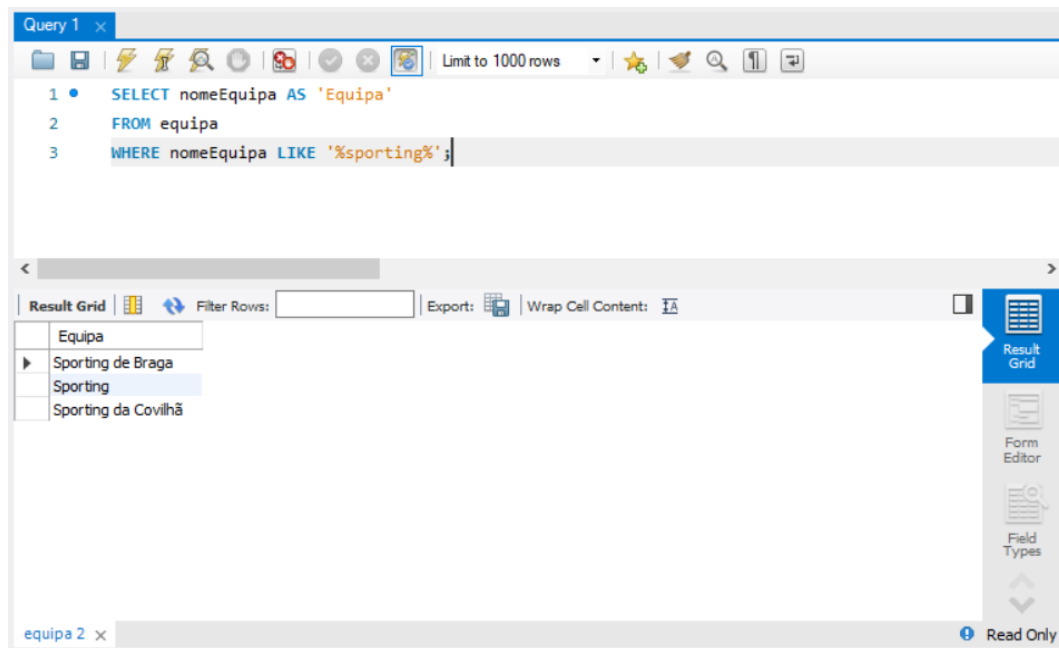 Query 1
Limit to 1000 rows
1 SELECT nomeEquipa AS 'Equipa'
2 FROM equipa
3 WHERE nomeEquipa LIKE '%sporting%';
Result Grid Filter Rows: Export: Wrap Cell Content:
Equipa
Sporting de Braga
Sporting
Sporting da Covilhã
Result
Grid
Form
Editor
Field
Types
equipa 2 Read Only